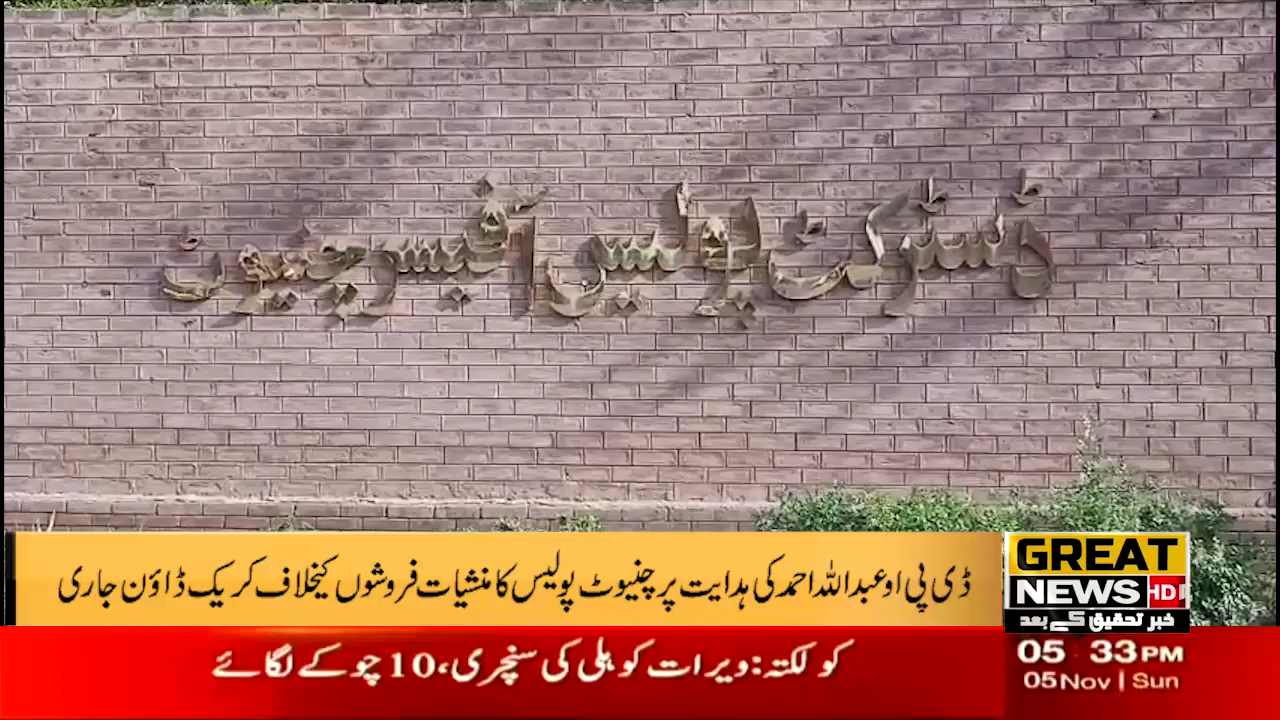 ڈسٹرکٹ پولیس آفیسر چنیوٹ
ڈی پی او عبداللہ احمد کی ہدایت پر چنیوٹ پولیس کا منشیات فروشوں کیخلاف کریک ڈاؤن جاری
GREAT
NEWS HD
خبر تحقیق کے بعد
کولکتہ: ویرات کوہلی کی سنچری، 10 چوکے لگائے
05 33 PM
05 Nov | Sun